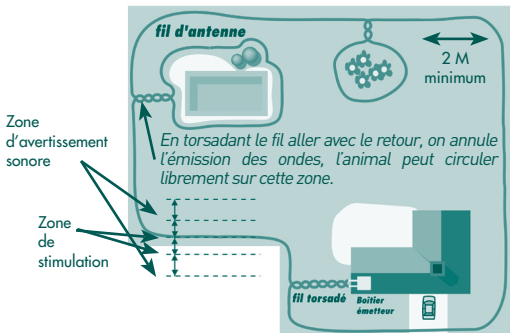 fil d'antenne
2 M
minimum
Zone
d'avertissement
sonore
En torsadant le fil aller avec le retour, on annule
l'émission des ondes, l'animal peut circuler
librement sur cette zone.
Zone
de
stimulation
fil torsadé
Boîtier
émetteur